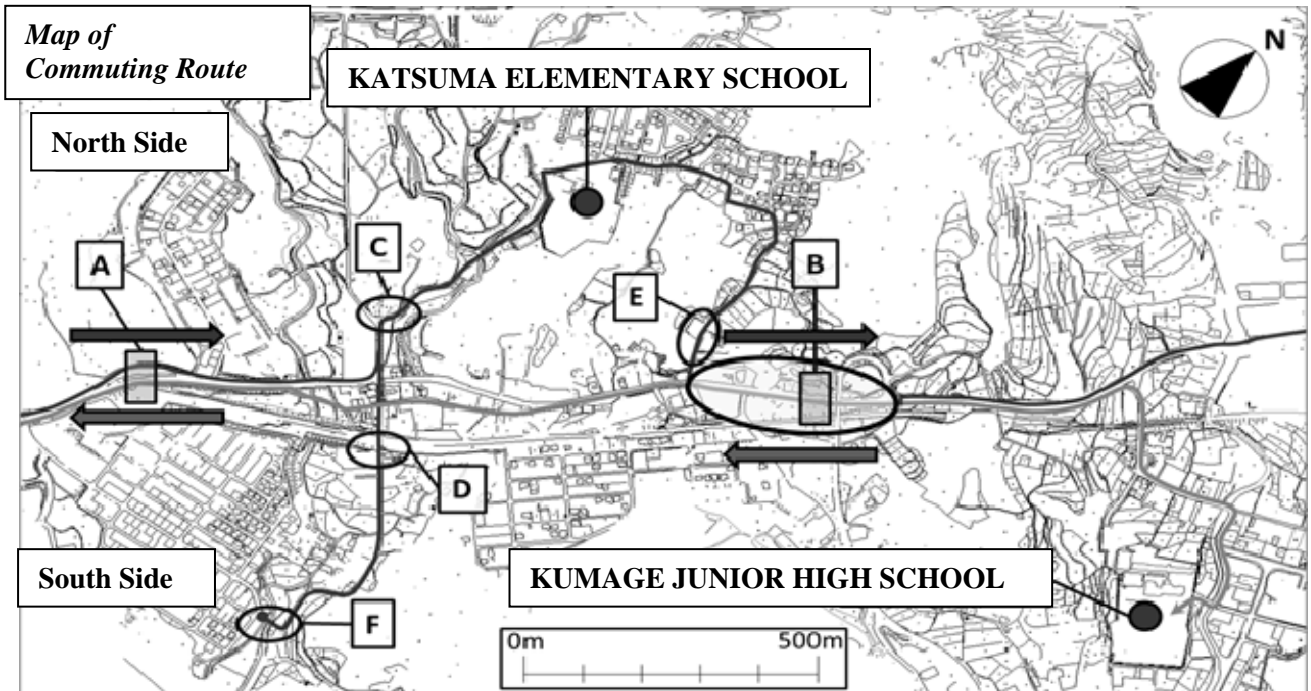 Map of
Commuting Route
KATSUMA ELEMENTARY SCHOOL
N
North Side
C
A
B
E
D
South Side
KUMAGE JUNIOR HIGH SCHOOL
F
0m 500m